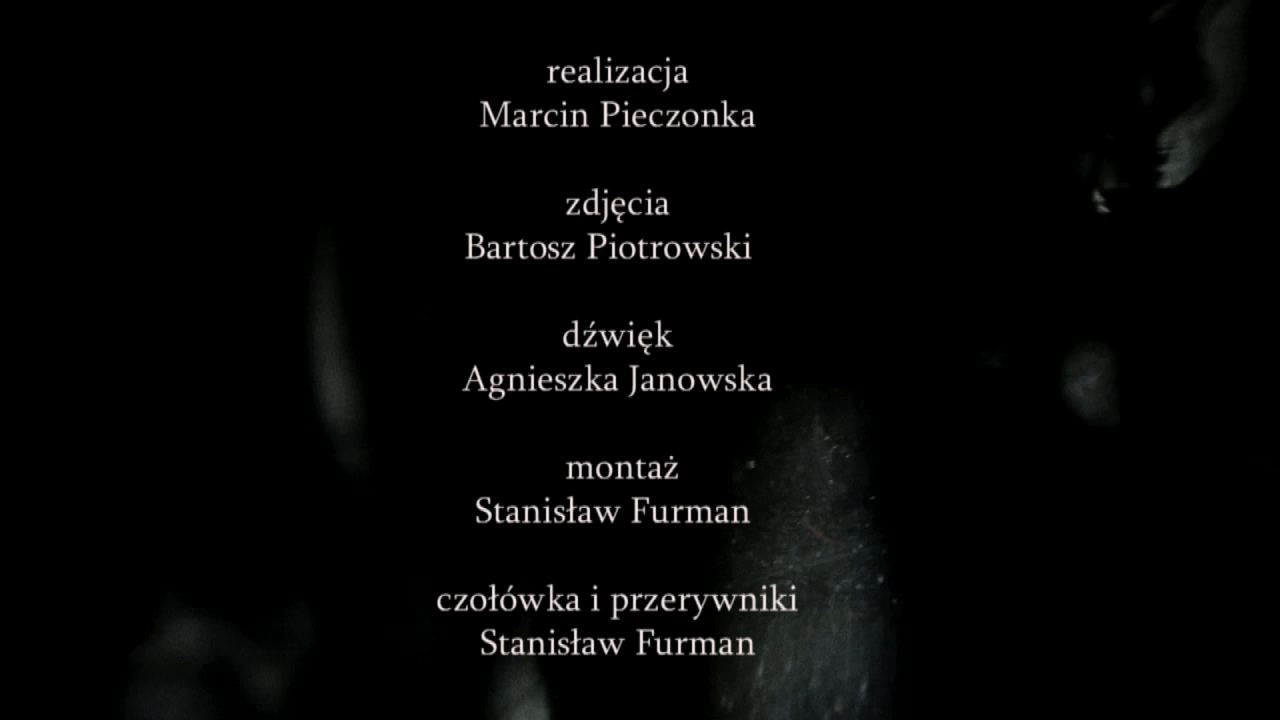 realizacja
Marcin Pieczonka
zdjęcia
Bartosz Piotrowski
dźwięk
Agnieszka Janowska
montaż
Stanisław Furman
czołówka i przerywniki
Stanisław Furman